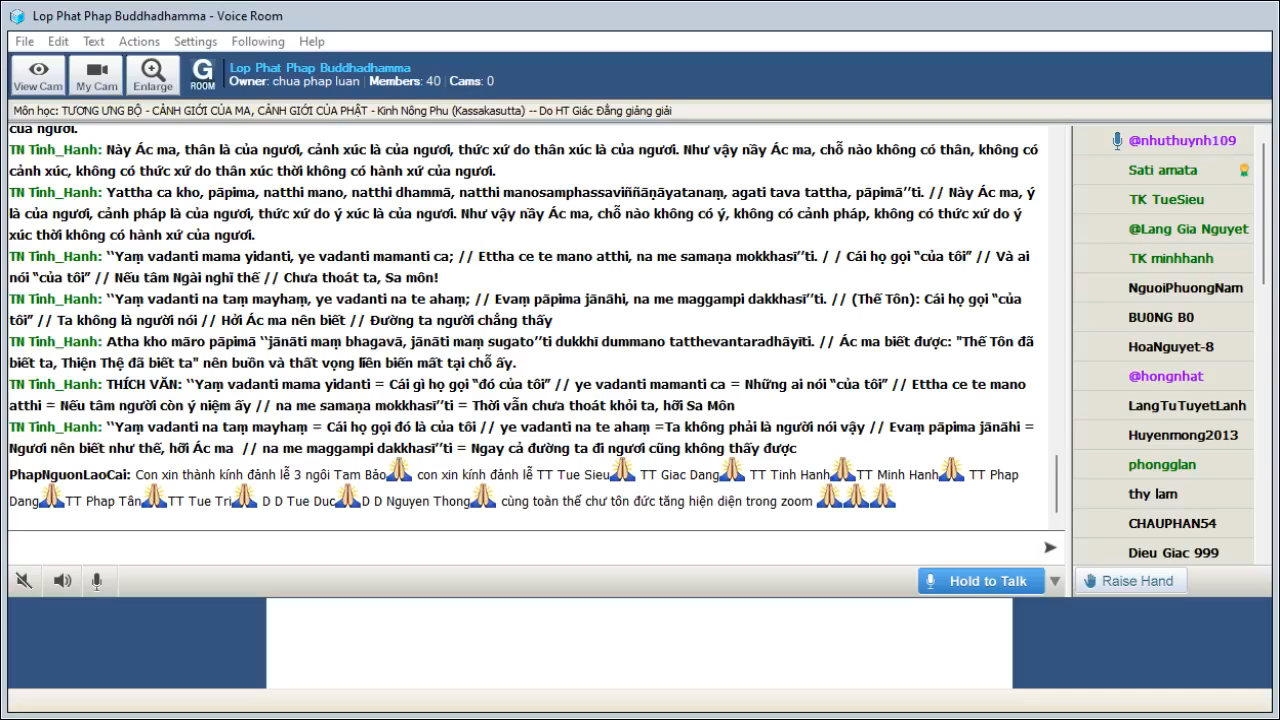 Lop Phat Phap Buddhadhamma - Voice Room
File Edit Text Actions Settings Following Help
View Cam My Cam Enlarge G ROOM
Lop Phat Phap Buddhadhamma
Owner: chua phap luan | Members: 40 | Cams: 0
Môn học: TƯƠNG ƯNG BỘ - CẢNH GIỚI CỦA MA, CẢNH GIỚI CỦA PHẬT - Kinh Nông Phu (Kassakasutta) -- Do HT Giác Đẳng giảng giải
của ngươi.
TN Tinh_Hanh: Này Ác ma, thân là của ngươi, cảnh xúc là của ngươi, thức xứ do thân xúc là của ngươi. Như vậy nầy Ác ma, chỗ nào không có thân, không có
cảnh xúc, không có thức xứ do thân xúc thời không có hành xứ của ngươi.
TN Tinh_Hanh: Yattha ca kho, pāpima, natthi mano, natthi dhammā, natthi manosamphassaviññāṇāyatanaṃ, agati tava tattha, pāpimā’’ti. // Này Ác ma, ý
là của ngươi, cảnh pháp là của ngươi, thức xứ do ý xúc là của ngươi. Như vậy nầy Ác ma, chỗ nào không có ý, không có cảnh pháp, không có thức xứ do ý
xúc thời không có hành xứ của ngươi.
TN Tinh_Hanh: ‘‘Yaṃ vadanti mama yidanti, ye vadanti mamanti ca; // Ettha ce te mano atthi, na me samaṇa mokkhasī’’ti. / / Cái họ gọi “của tôi” // Và ai
nói “của tôi” // Nếu tâm Ngài nghĩ thế // Chưa thoát ta, Sa môn!
TN Tinh_Hanh: ‘‘Yaṃ vadanti na taṃ mayhaṃ, ye vadanti na te ahaṃ; // Evaṃ pāpima jānāhi, na me maggampi dakkhasī’’ti. // (Thế Tôn): Cái họ gọi “của
tôi” // Ta không là người nói // Hởi Ác ma nên biết // Đường ta người chẳng thấy
TN Tinh_Hanh: Atha kho māro pāpimā ‘‘jānāti maṃ bhagavā, jānāti maṃ sugato’’ti dukkhī dummano tatthevantaradhāyīti. // Ác ma biết được: "Thế Tôn đã
biết ta, Thiện Thệ đã biết ta" nên buồn và thất vọng liền biến mất tại chỗ ấy.
TN Tinh_Hanh: THÍCH VĂN: ‘‘Yaṃ vadanti mama yidanti = Cái gì họ gọi “đó của tôi” // ye vadanti mamanti ca = Những ai nói “của tôi” // Ettha ce te mano
atthi = Nếu tâm người còn ý niệm ấy // na me samaṇa mokkhasī’’ti = Thời vẫn chưa thoát khỏi ta, hỡi Sa Môn
TN Tinh_Hanh: ‘‘Yaṃ vadanti na taṃ mayhaṃ = Cái họ gọi đó là của tôi // ye vadanti na te ahaṃ =Ta không phải là người nói vậy // Evaṃ pāpima jānāhi =
Ngươi nên biết như thế, hỡi Ác ma // na me maggampi dakkhasī’’ti = Ngay cả đường ta đi ngươi cũng không thấy được
PhapNguonLaoCai: Con xin thành kính đảnh lễ 3 ngôi Tam Bảo con xin kính đảnh lễ TT Tue Sieu TT Giac Dang TT Tinh Hanh TT Minh Hanh TT Phap
Dang TT Phap Tân TT Tue Tri D D Tue Duc D D Nguyen Thong cùng toàn thể chư tôn đức tăng hiện diện trong zoom
@nhuthuynh109
Sati amata
TK TueSieu
@Lang Gia Nguyet
TK minhhanh
NguoiPhuongNam
BU0NG B0
HoaNguyet-8
@hongnhat
LangTuTuyetLanh
Huyenmong2013
phongglan
thy lam
CHAUPHAN54
Dieu Giac 999
Hold to Talk
Raise Hand